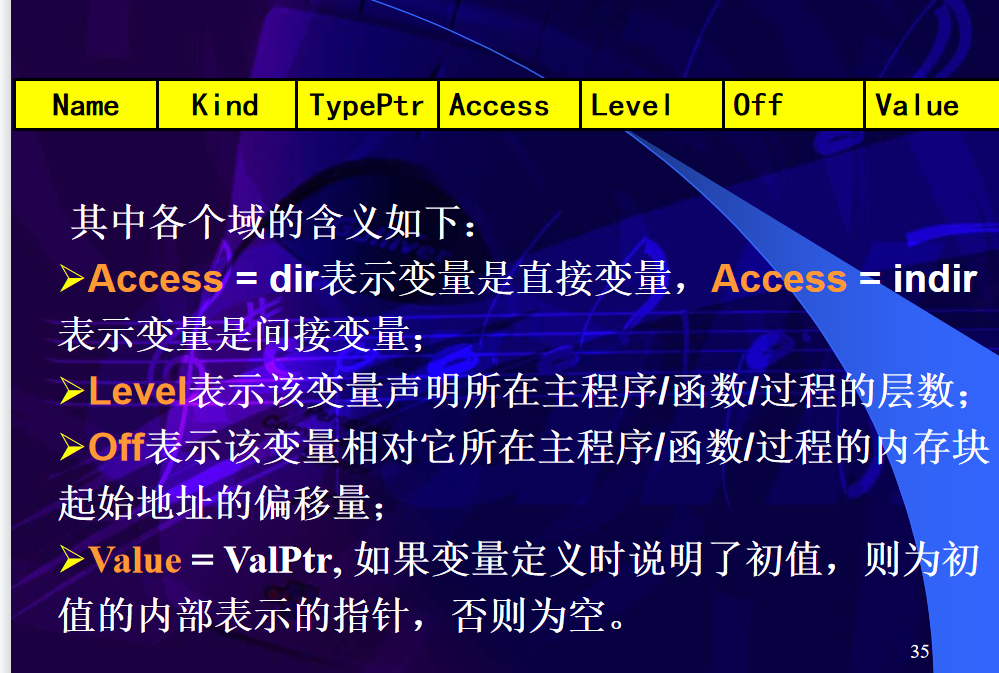 Name Kind TypePtr Access Level Off Value
其中各个域的含义如下：
➢Access = dir表示变量是直接变量，Access = indir
表示变量是间接变量；
➢Level表示该变量声明所在主程序/函数/过程的层数；
➢Off表示该变量相对它所在主程序/函数/过程的内存块
起始地址的偏移量；
➢Value = ValPtr, 如果变量定义时说明了初值，则为初
值的内部表示的指针，否则为空。
35